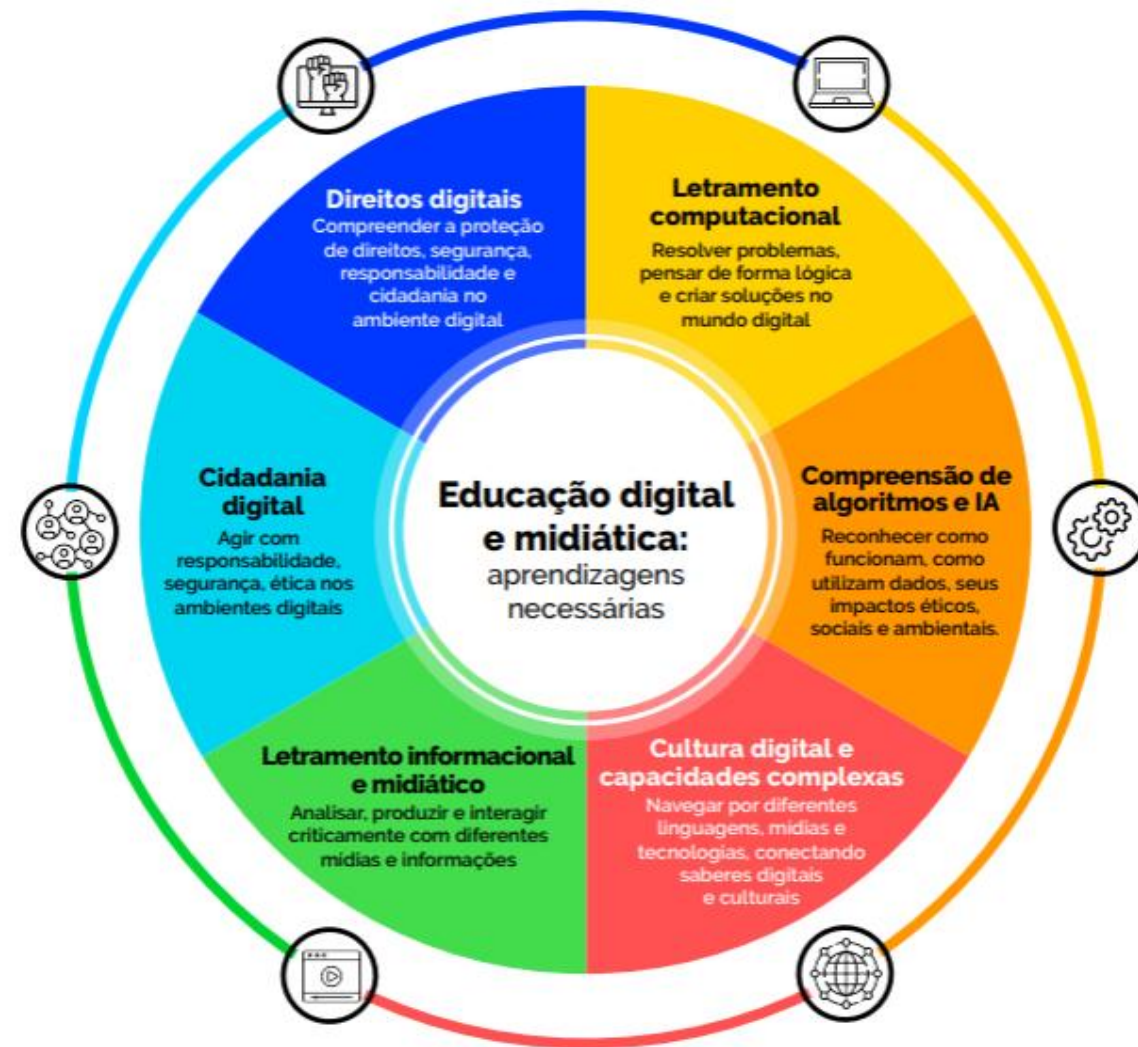 Direitos digitais
Compreender a proteção
de direitos, segurança,
responsabilidade e
cidadania no
ambiente digital
Letramento
computacional
Resolver problemas,
pensar de forma lógica
e criar soluções no
mundo digital
Cidadania
digital
Agir com
responsabilidade,
segurança, ética nos
ambientes digitais
Educação digital
e midiática:
aprendizagens
necessárias
Compreensão de
algoritmos e IA
Reconhecer como
funcionam, como
utilizam dados, seus
impactos éticos,
sociais e ambientais.
Letramento informacional
e midiático
Analisar, produzir e interagir
criticamente com diferentes
mídias e informações
Cultura digital e
capacidades complexas
Navegar por diferentes
linguagens, mídias e
tecnologias, conectando
saberes digitais
e culturais